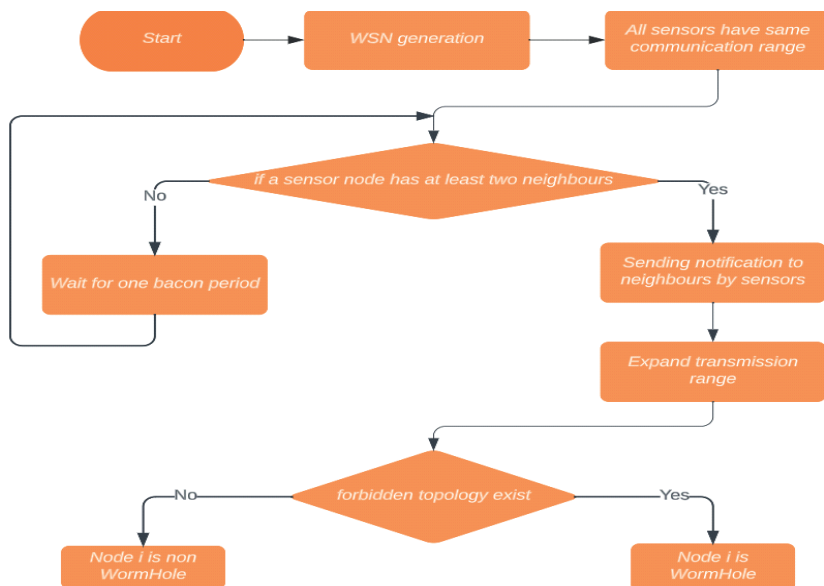 Start
WSN generation
All sensors have same
communication range
if a sensor node has at least two neighbours
No
Yes
Wait for one bacon period
Sending notification to
neighbours by sensors
Expand transmission
range
forbidden topology exist
No
Yes
Node i is non
WormHole
Node i is
WormHole